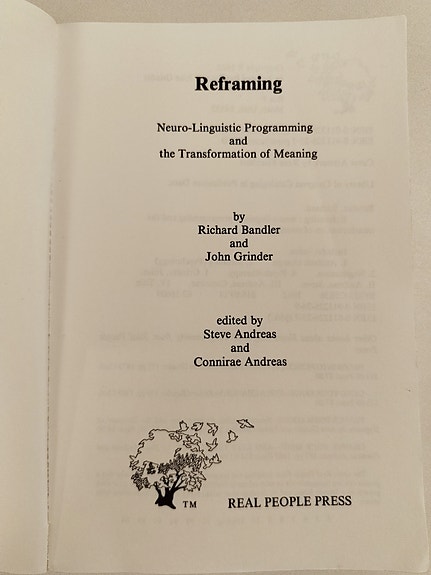 Reframing
Neuro-Linguistic Programming
and
the Transformation of Meaning
by
Richard Bandler
and
John Grinder
edited by
Steve Andreas
and
Connirae Andreas
TM
REAL PEOPLE PRESS